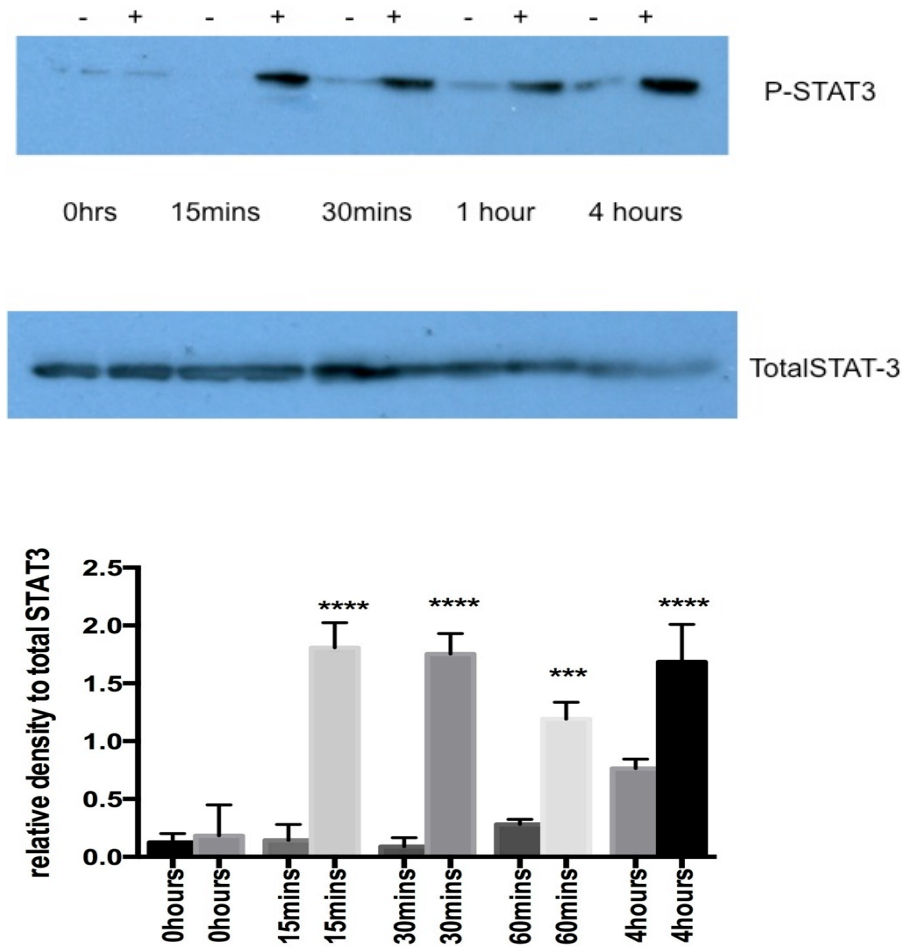 - + - + - + - + - +
P-STAT3
0hrs 15mins 30mins 1 hour 4 hours
TotalSTAT-3
relative density to total STAT3
2.5
2.0
1.5
1.0
0.5
0.0
**** **** *** ****
0hours 0hours 15mins 15mins 30mins 30mins 60mins 60mins 4hours 4hours